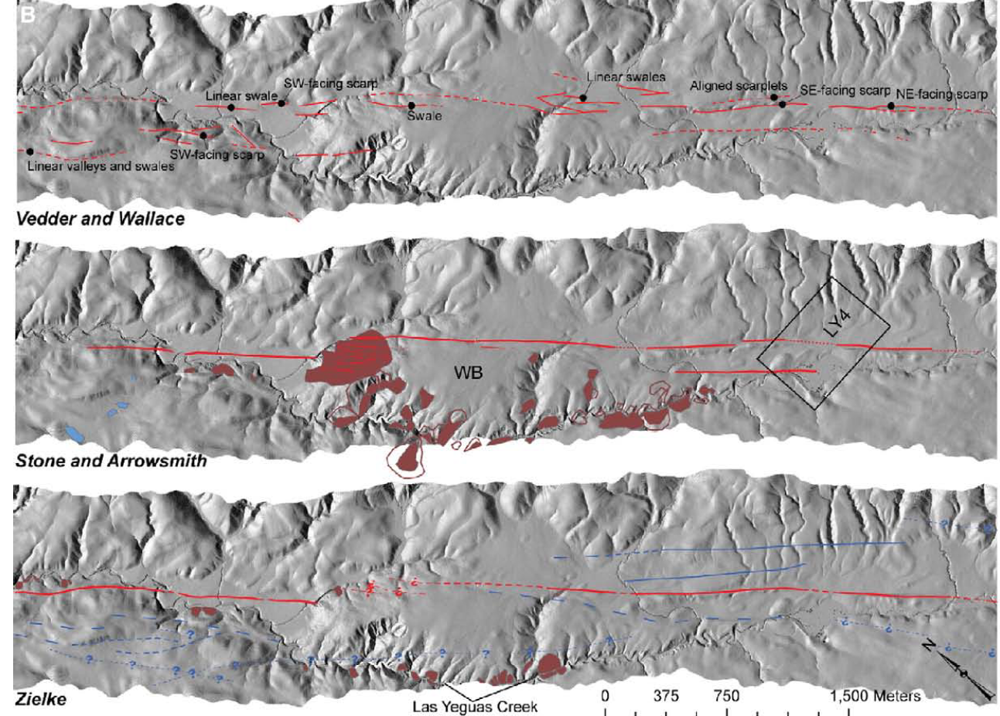 B
SW-facing scarp
Linear swale
Linear swales
Aligned scarplets
SE-facing scarp
NE-facing scarp
Swale
SW-facing scarp
Linear valleys and swales
Vedder and Wallace
LY4
WB
Stone and Arrowsmith
N
Las Yeguas Creek
Zielke
0 375 750 1,500 Meters